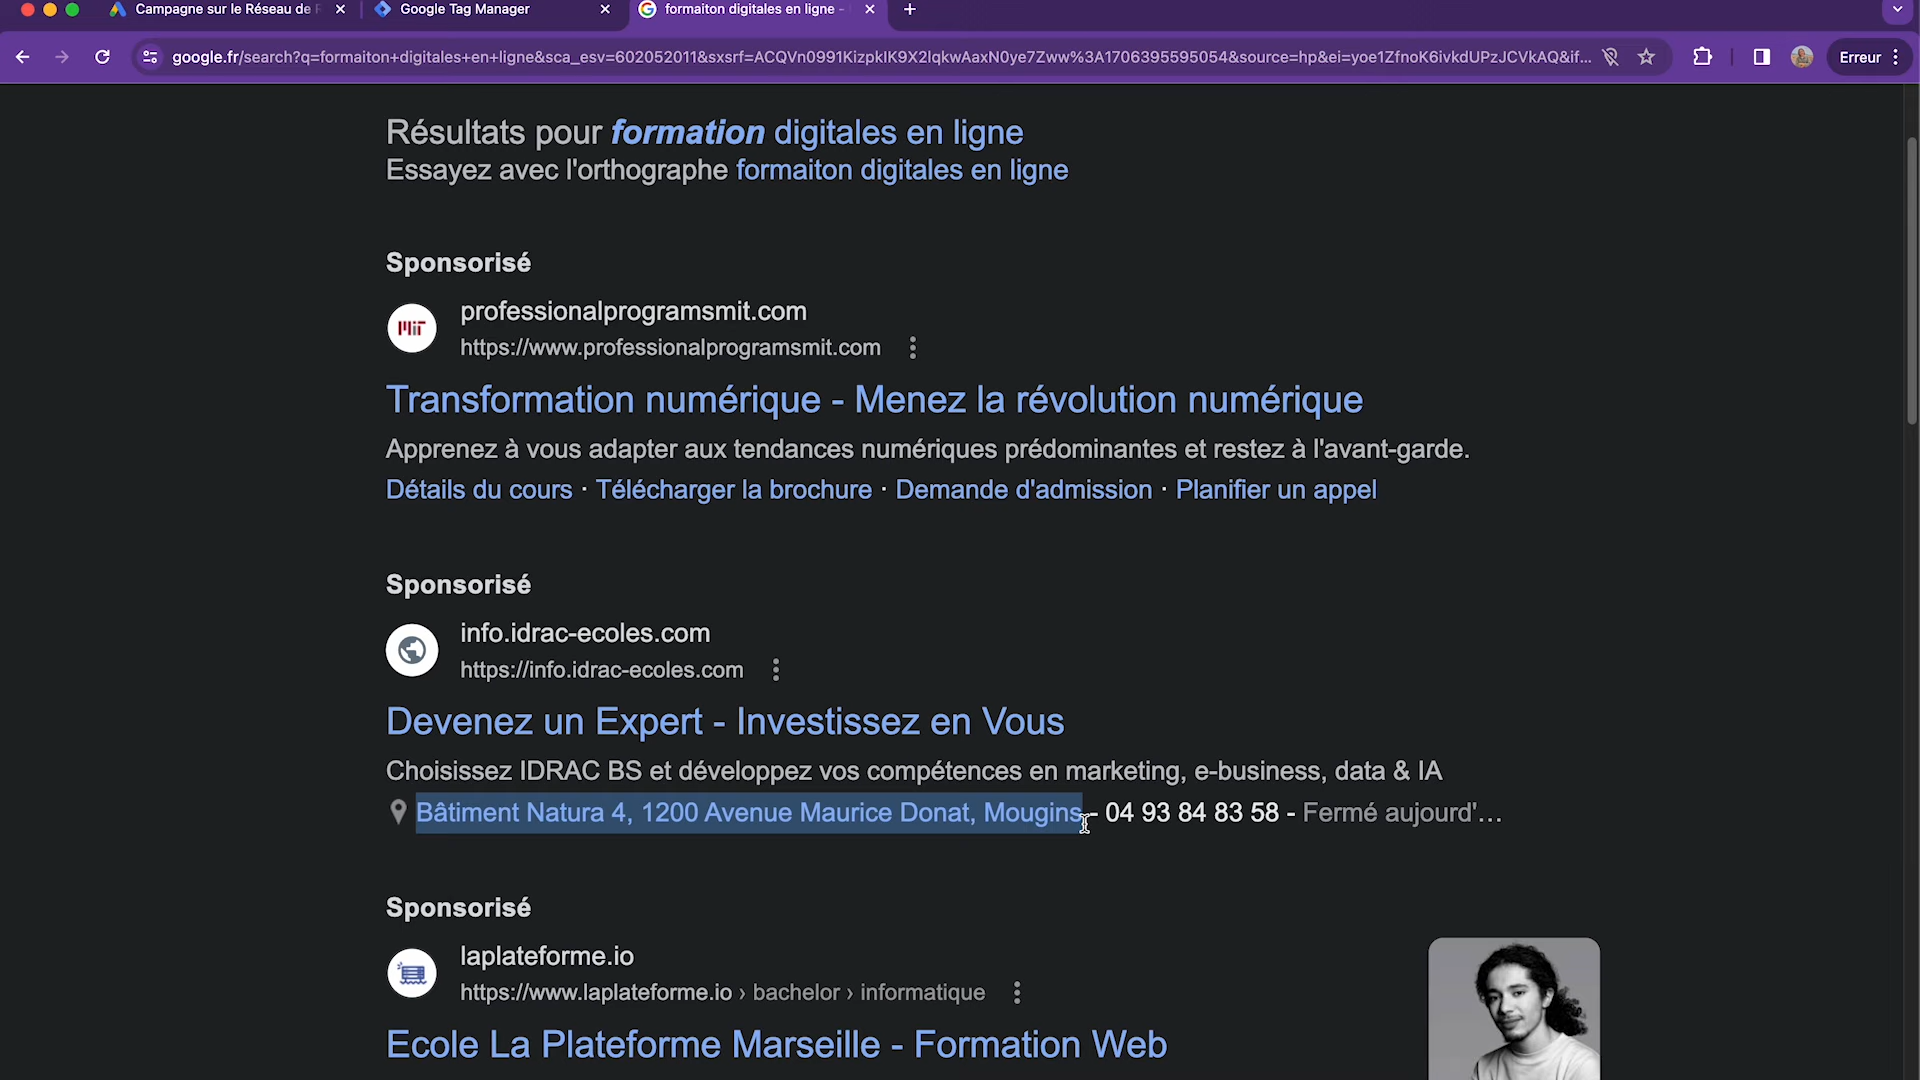 Campagne sur le Réseau de
Google Tag Manager
formaiton digitales en ligne -
google.fr/search?q=formaiton+digitales+en+ligne&sca_esv=602052011&sxsrf=ACQVn0991KizpkIK9X2lqkwAaxN0ye7Zww%3A1706395595054&source=hp&ei=yoe1ZfnoK6ivkdUPzJCVkAQ&if...
Erreur
Résultats pour formation digitales en ligne
Essayez avec l'orthographe formaiton digitales en ligne
Sponsorisé
MIT
professionalprogramsmit.com
https://www.professionalprogramsmit.com
Transformation numérique - Menez la révolution numérique
Apprenez à vous adapter aux tendances numériques prédominantes et restez à l'avant-garde.
Détails du cours · Télécharger la brochure · Demande d'admission · Planifier un appel
Sponsorisé
info.idrac-ecoles.com
https://info.idrac-ecoles.com
Devenez un Expert - Investissez en Vous
Choisissez IDRAC BS et développez vos compétences en marketing, e-business, data & IA
Bâtiment Natura 4, 1200 Avenue Maurice Donat, Mougins - 04 93 84 83 58 - Fermé aujourd'...
Sponsorisé
laplateforme.io
https://www.laplateforme.io › bachelor › informatique
Ecole La Plateforme Marseille - Formation Web